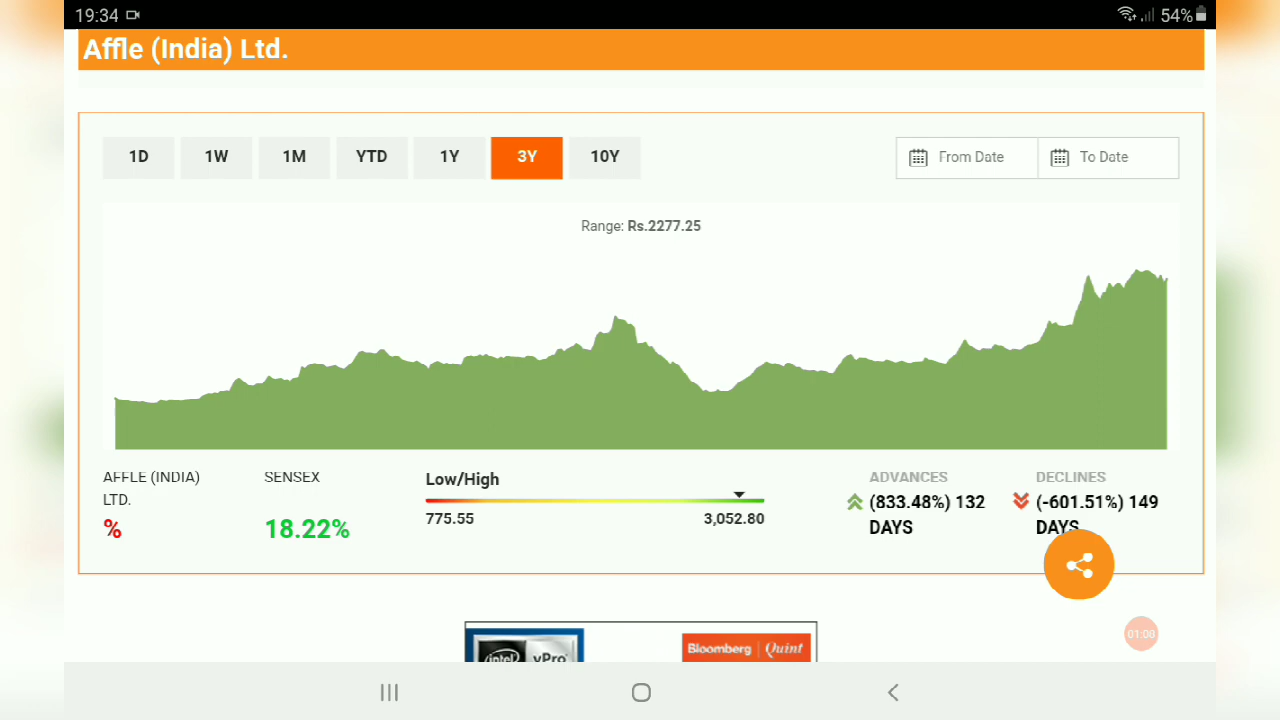 19:34 54%
Affle (India) Ltd.
1D 1W 1M YTD 1Y 3Y 10Y From Date To Date
Range: Rs.2277.25
AFFLE (INDIA) LTD.
%
SENSEX
18.22%
Low/High
775.55 3,052.80
ADVANCES
(833.48%) 132
DAYS
DECLINES
(-601.51%) 149
DAYS
01:08
intel vPro
Bloomberg | Quint